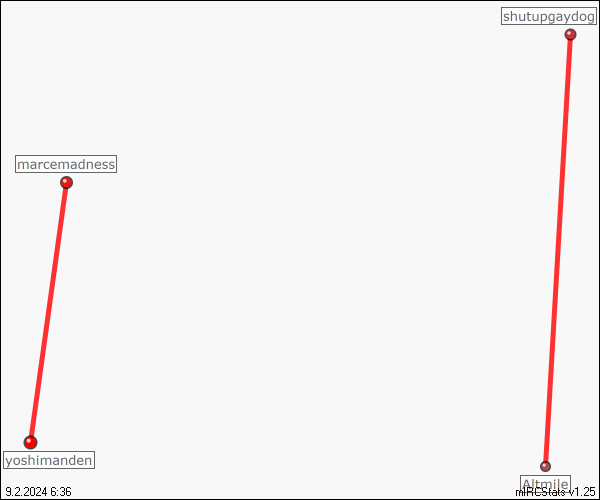 shutupgaydog
marcemadness
yoshimanden
Altmile
9.2.2024 6:36
mIRCStats v1.25